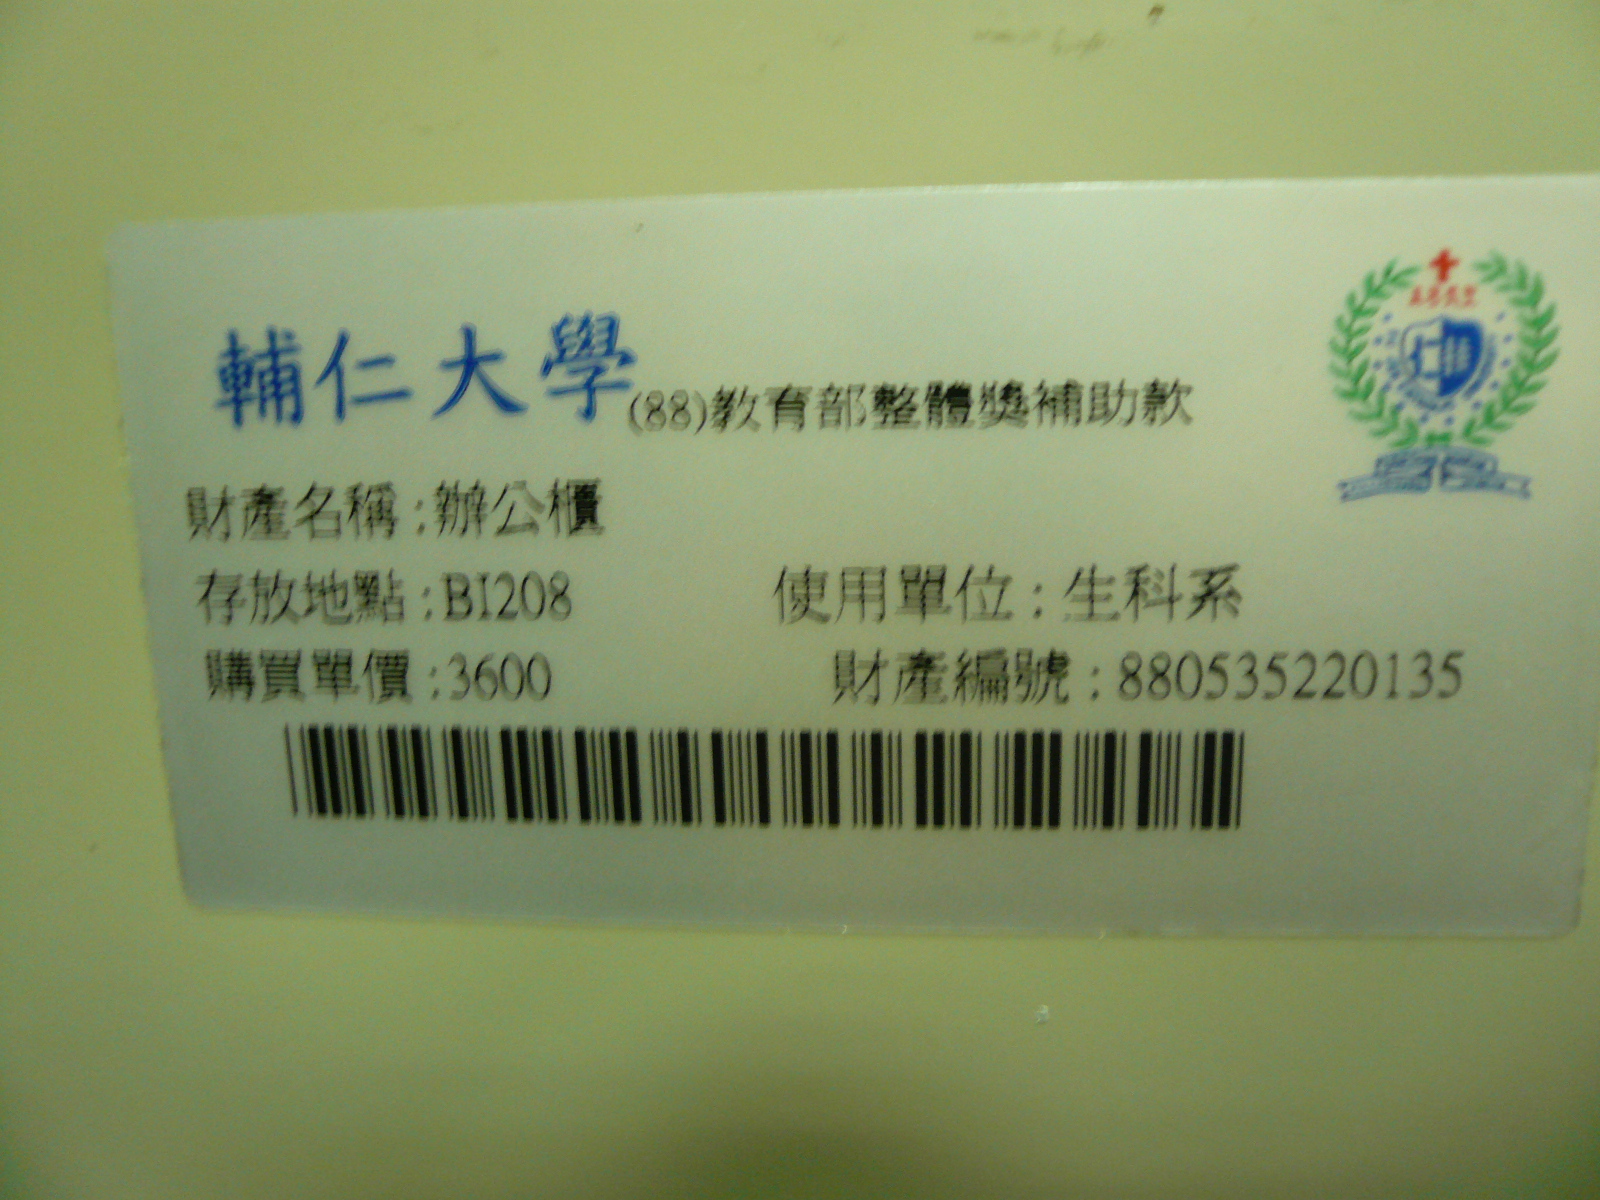 輔仁大學(88)教育部整體獎補助款
財產名稱:辦公櫃
存放地點:BI208 使用單位:生科系
購買單價:3600 財產編號:880535220135